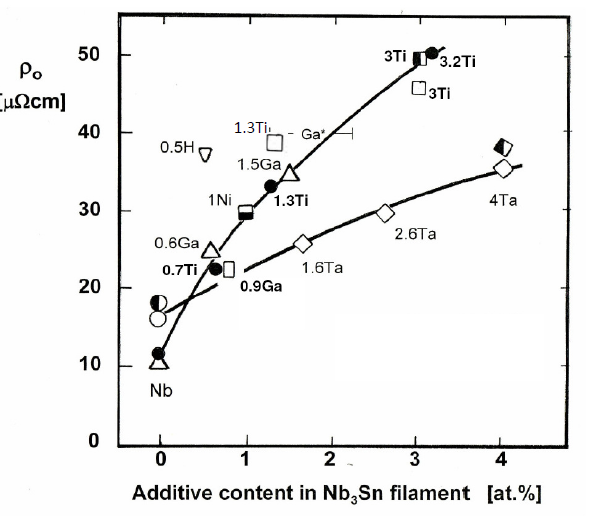 ρo
[μΩcm]
50
40
30
20
10
0
3Ti
3.2Ti
3Ti
1.3Ti
Ga*
0.5H
1.5Ga
1Ni
1.3Ti
4Ta
2.6Ta
0.6Ga
1.6Ta
0.7Ti
0.9Ga
Nb
0 1 2 3 4
Additive content in Nb3Sn filament [at.%]